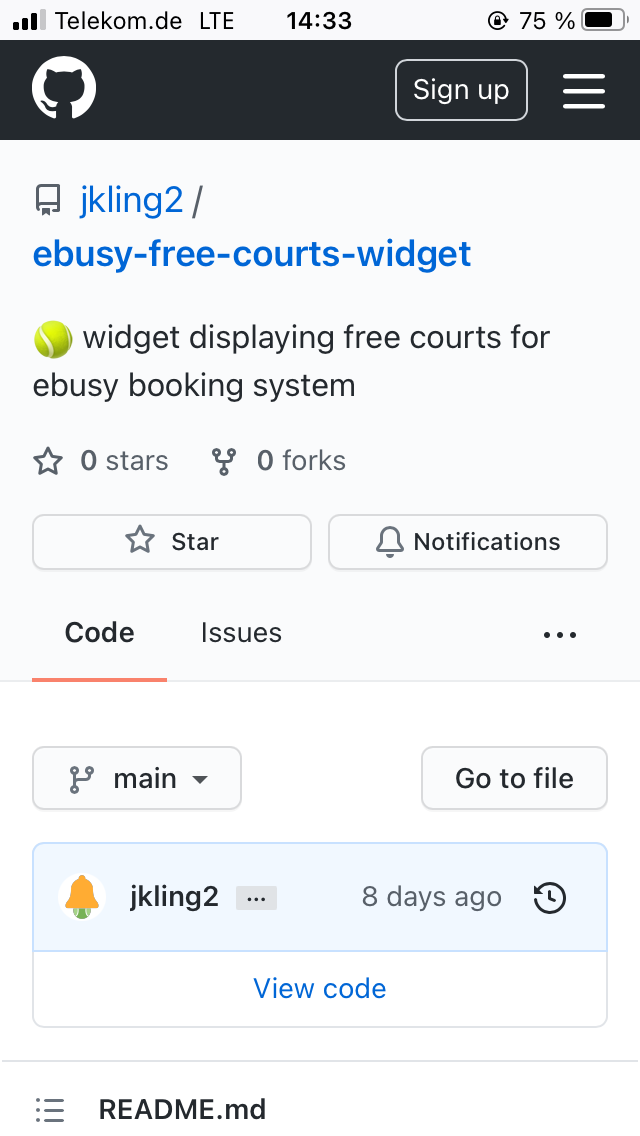 Telekom.de LTE 14:33 75 %
Sign up
jkling2 /
ebusy-free-courts-widget
widget displaying free courts for
ebusy booking system
0 stars 0 forks
Star Notifications
Code Issues ...
main Go to file
jkling2 ... 8 days ago
View code
README.md